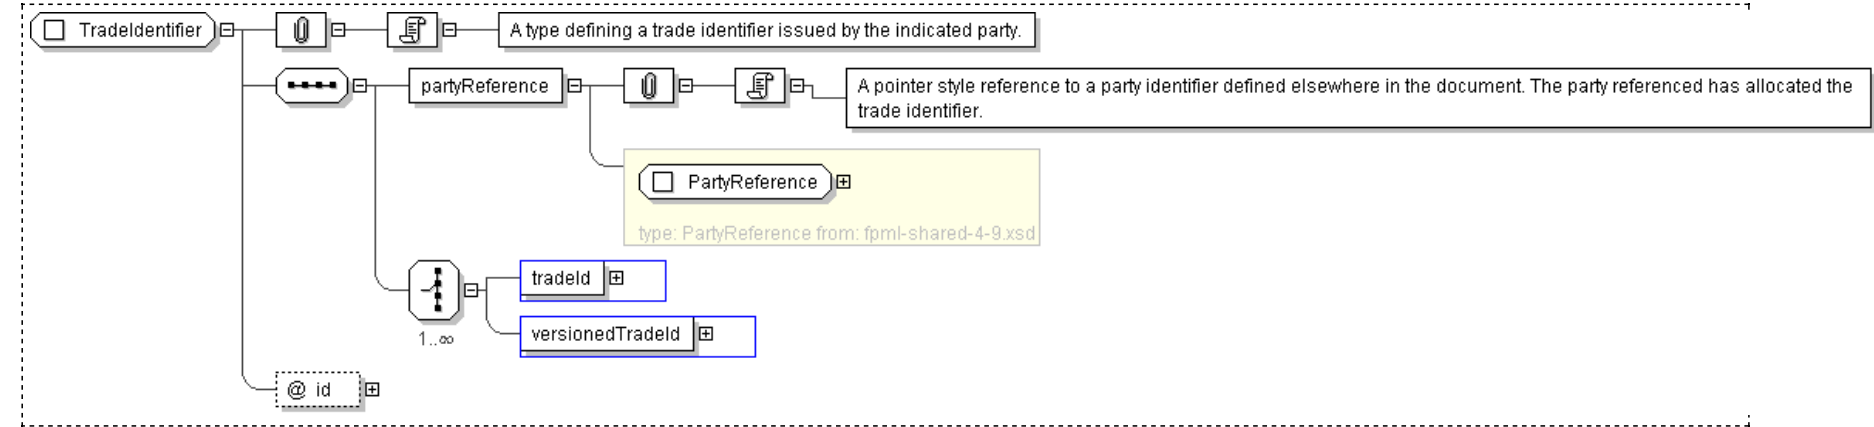 TradeIdentifier
A type defining a trade identifier issued by the indicated party.
partyReference
A pointer style reference to a party identifier defined elsewhere in the document. The party referenced has allocated the
trade identifier.
PartyReference
type: PartyReference from: fpml-shared-4-9.xsd
tradeId
versionedTradeId
1..∞
@ id